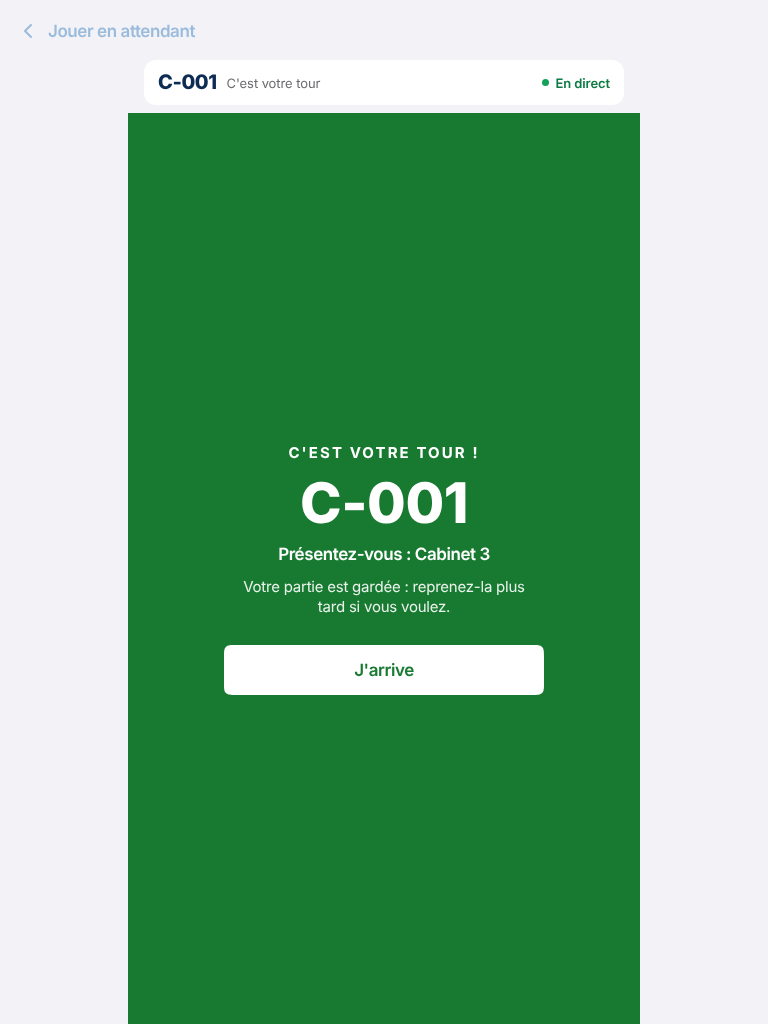 Jouer en attendant
C-001 C'est votre tour En direct
C'EST VOTRE TOUR !
C-001
Présentez-vous : Cabinet 3
Votre partie est gardée : reprenez-la plus
tard si vous voulez.
J'arrive